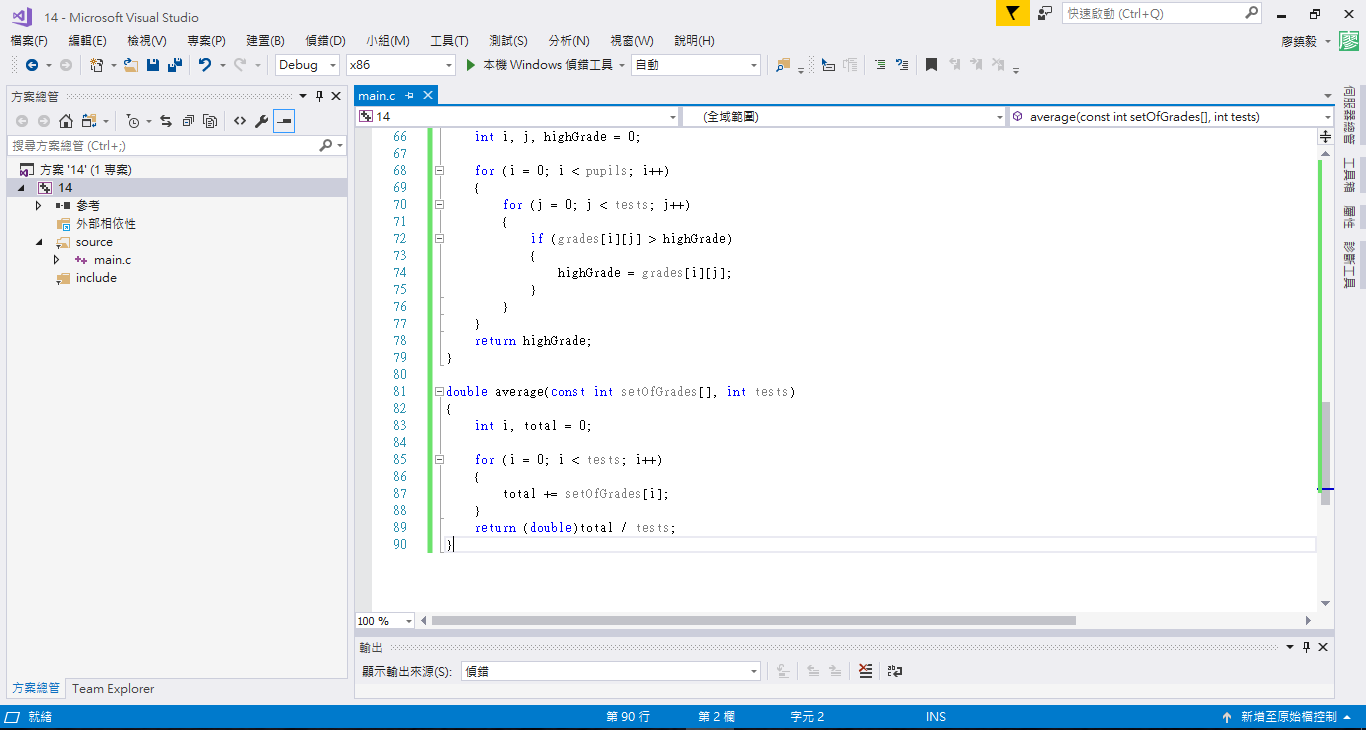 14 - Microsoft Visual Studio
快速啟動 (Ctrl+Q)
檔案(F) 編輯(E) 檢視(V) 專案(P) 建置(B) 偵錯(D) 小組(M) 工具(T) 測試(S) 分析(N) 視窗(W) 說明(H)
廖鎮毅 廖
Debug x86 本機 Windows 偵錯工具 自動
方案總管
搜尋方案總管 (Ctrl+;)
方案 '14' (1 專案)
14
參考
外部相依性
source
main.c
include
方案總管 Team Explorer
main.c
14 (全域範圍) average(const int setOfGrades[], int tests)
66 int i, j, highGrade = 0;
67
68 for (i = 0; i < pupils; i++)
69 {
70 for (j = 0; j < tests; j++)
71 {
72 if (grades[i][j] > highGrade)
73 {
74 highGrade = grades[i][j];
75 }
76 }
77 }
78 return highGrade;
79 }
80
81 double average(const int setOfGrades[], int tests)
82 {
83 int i, total = 0;
84
85 for (i = 0; i < tests; i++)
86 {
87 total += setOfGrades[i];
88 }
89 return (double)total / tests;
90 }
100 %
輸出
顯示輸出來源(S): 偵錯
伺服器總管
工具箱
屬性
診斷工具
就緒 第 90 行 第 2 欄 字元 2 INS 新增至原始檔控制